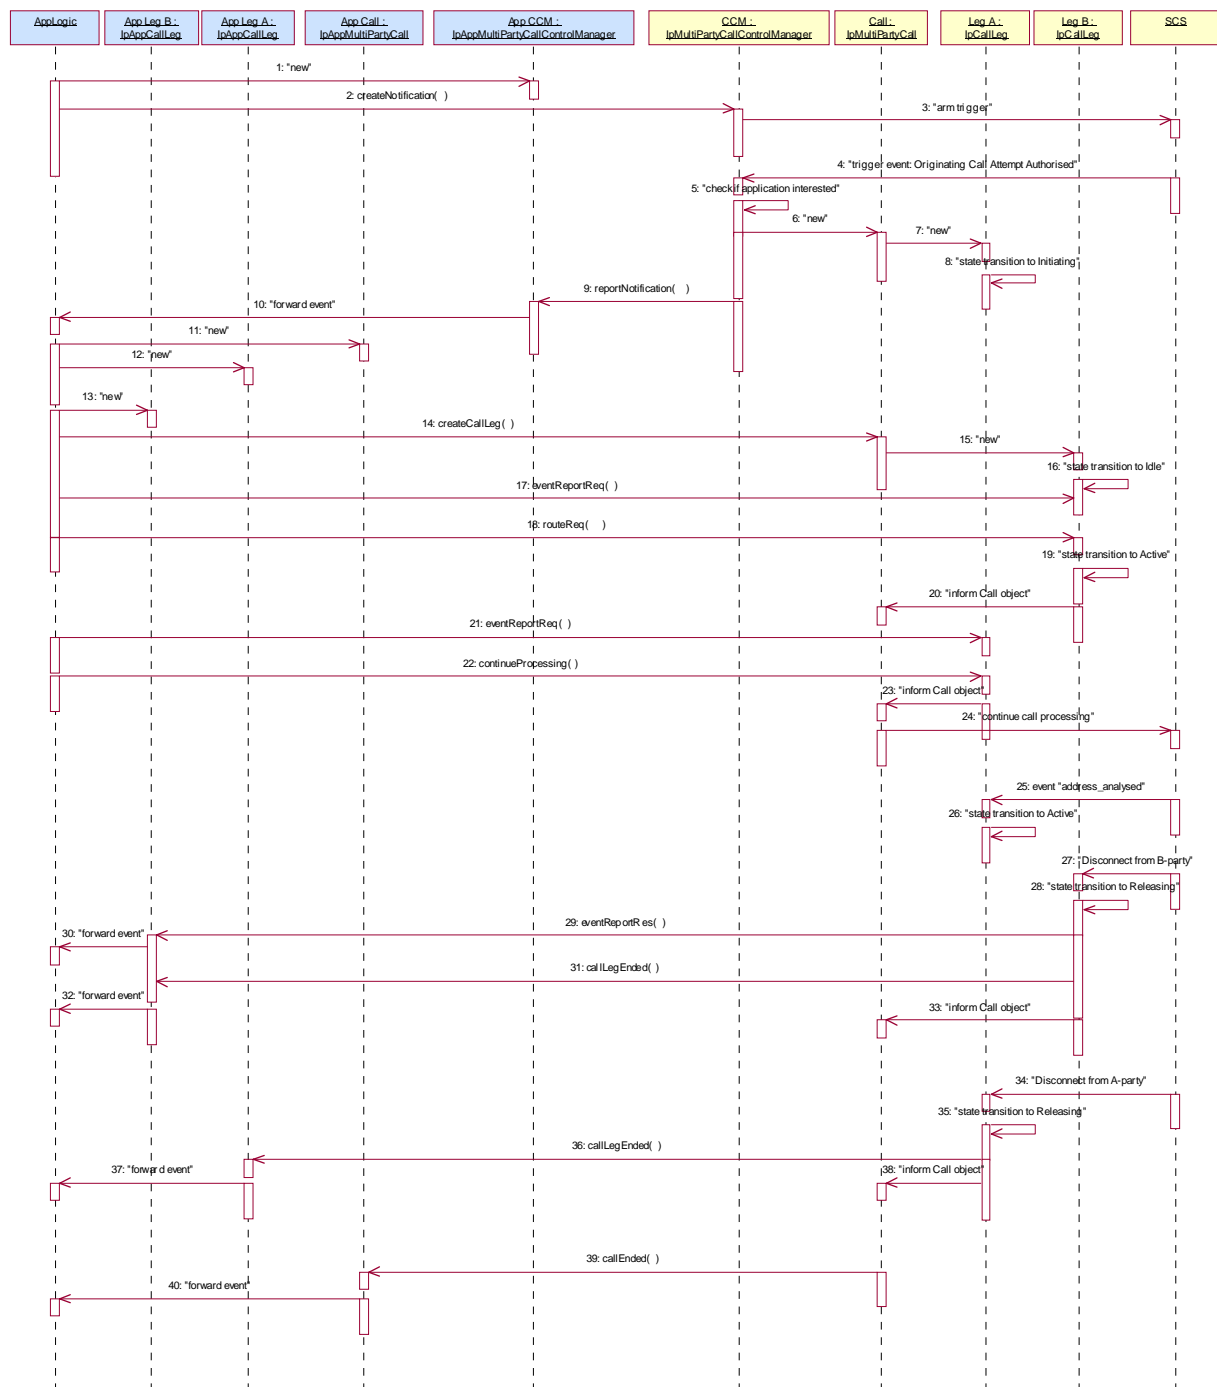 AppLogic
App Leg B :
IpAppCallLeg
App Leg A :
IpAppCallLeg
App Call :
IpAppMultiPartyCall
App CCM :
IpAppMultiPartyCallControlManager
CCM :
IpMultiPartyCallControlManager
Call :
IpMultiPartyCall
Leg A :
IpCallLeg
Leg B :
IpCallLeg
SCS
1: "new"
2: createNotification( )
3: "arm trigger"
4: "trigger event: Originating Call Attempt Authorised"
5: "check if application interested"
6: "new"
7: "new"
8: "state transition to Initiating"
9: reportNotification( )
10: "forward event"
11: "new"
12: "new"
13: "new"
14: createCallLeg( )
15: "new"
16: "state transition to Idle"
17: eventReportReq( )
18: routeReq( )
19: "state transition to Active"
20: "inform Call object"
21: eventReportReq( )
22: continueProcessing( )
23: "inform Call object"
24: "continue call processing"
25: event "address_analysed"
26: "state transition to Active"
27: "Disconnect from B-party"
28: "state transition to Releasing"
29: eventReportRes( )
30: "forward event"
31: callLegEnded( )
32: "forward event"
33: "inform Call object"
34: "Disconnect from A-party"
35: "state transition to Releasing"
36: callLegEnded( )
37: "forward event"
38: "inform Call object"
39: callEnded( )
40: "forward event"